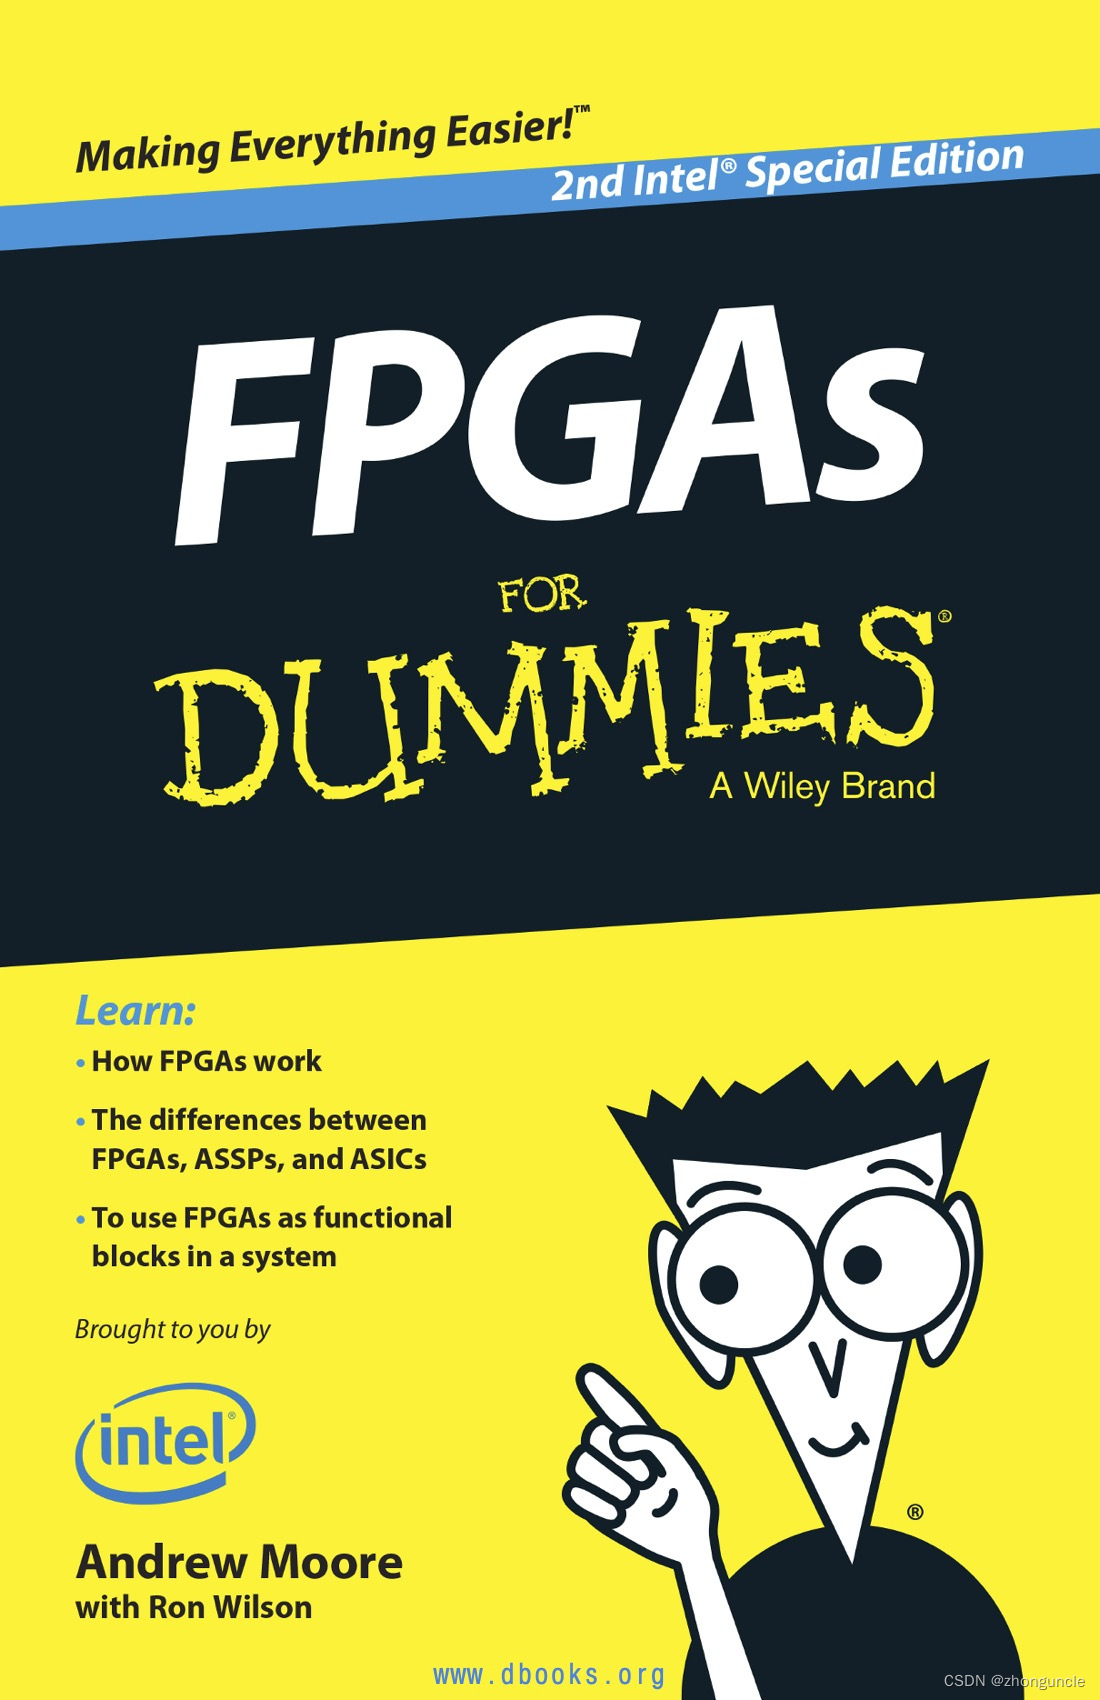 Making Everything Easier!™
2nd Intel® Special Edition
FPGAs
FOR
DUMMIES®
A Wiley Brand
Learn:
• How FPGAs work
• The differences between
FPGAs, ASSPs, and ASICs
• To use FPGAs as functional
blocks in a system
Brought to you by
intel®
Andrew Moore
with Ron Wilson
®
www.dbooks.org
CSDN @zhonguncle